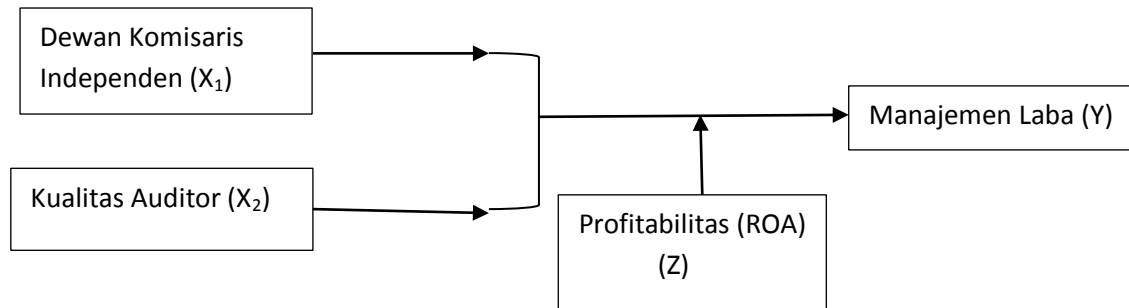 Dewan Komisaris
Independen (X₁)
Manajemen Laba (Y)
Kualitas Auditor (X₂)
Profitabilitas (ROA)
(Z)